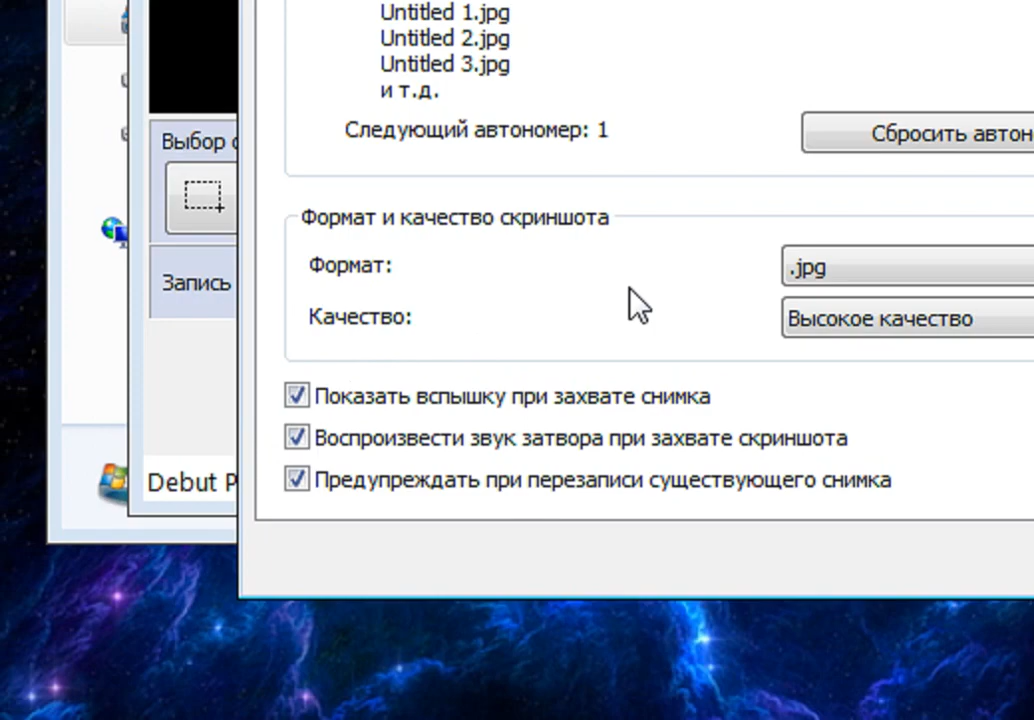 Untitled 1.jpg
Untitled 2.jpg
Untitled 3.jpg
и т.д.
Следующий автономер: 1
Сбросить автон
Выбор
Формат и качество скриншота
Формат:
.jpg
Запись
Качество:
Высокое качество
Показать вспышку при захвате снимка
Воспроизвести звук затвора при захвате скриншота
Предупреждать при перезаписи существующего снимка
Debut P